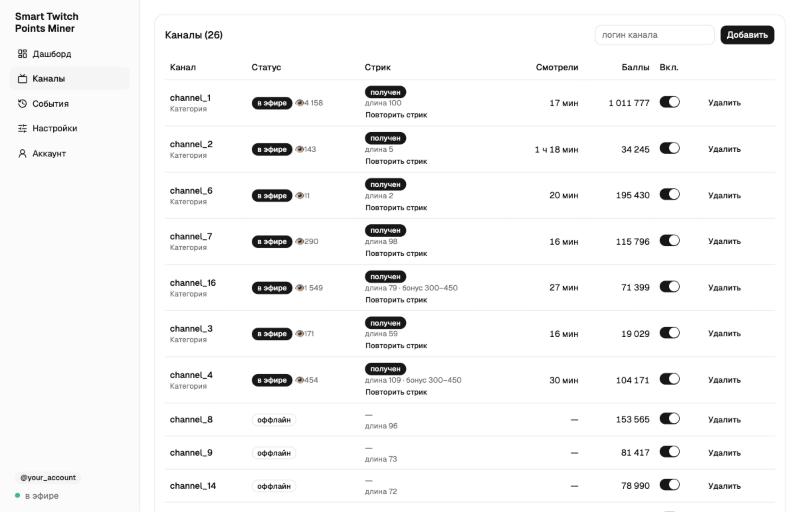 Smart Twitch
Points Miner
Дашборд
Каналы
События
Настройки
Аккаунт
@your_account
в эфире
Каналы (26)
логин канала
Добавить
Канал Статус Стрик Смотрели Баллы Вкл.
channel_1
Категория
в эфире 4 158
получен
длина 100
Повторить стрик
17 мин 1 011 777 Удалить
channel_2
Категория
в эфире 143
получен
длина 5
Повторить стрик
1 ч 18 мин 34 245 Удалить
channel_6
Категория
в эфире 11
получен
длина 2
Повторить стрик
20 мин 195 430 Удалить
channel_7
Категория
в эфире 290
получен
длина 98
Повторить стрик
16 мин 115 796 Удалить
channel_16
Категория
в эфире 1 549
получен
длина 79 · бонус 300–450
Повторить стрик
27 мин 71 399 Удалить
channel_3
Категория
в эфире 171
получен
длина 59
Повторить стрик
16 мин 19 029 Удалить
channel_4
Категория
в эфире 454
получен
длина 109 · бонус 300–450
Повторить стрик
30 мин 104 171 Удалить
channel_8 оффлайн —
длина 96
— 153 565 Удалить
channel_9 оффлайн —
длина 73
— 81 417 Удалить
channel_14 оффлайн —
длина 72
— 78 990 Удалить